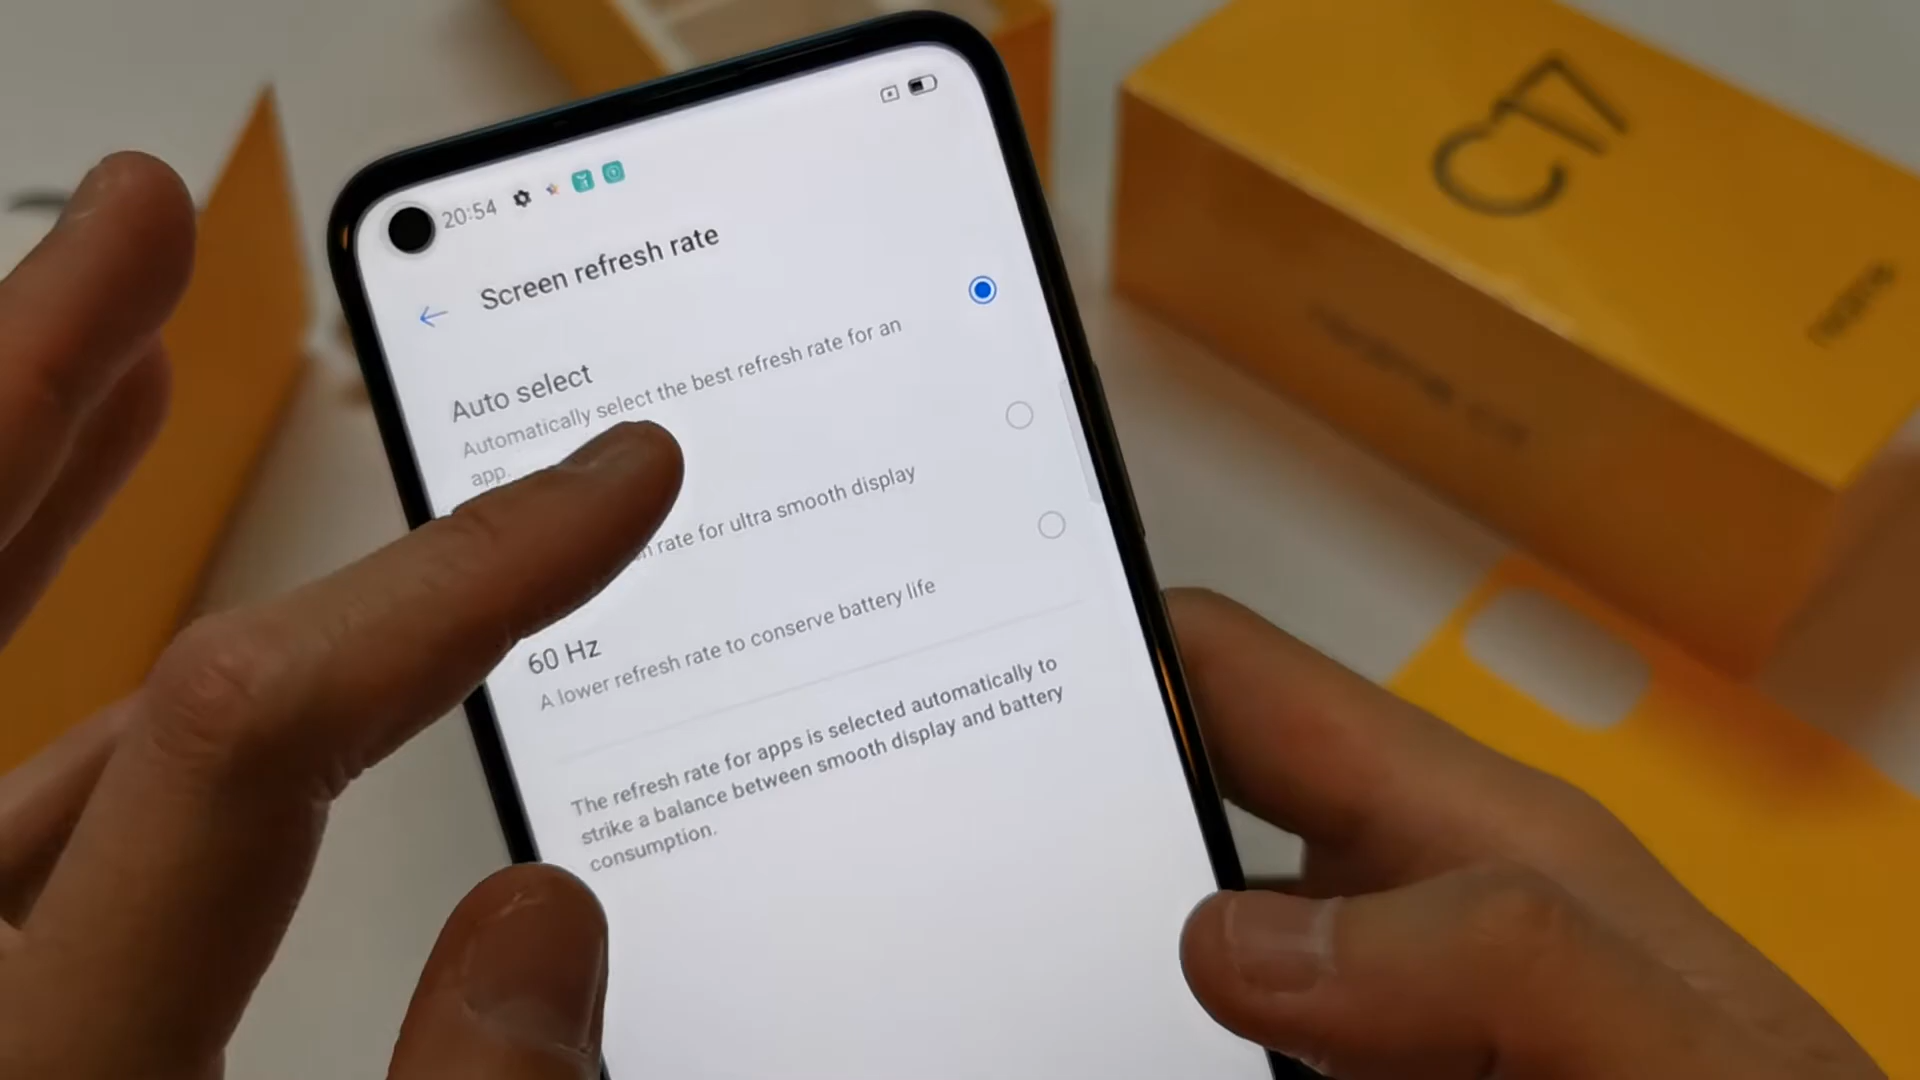 20:54
Screen refresh rate
Auto select
Automatically select the best refresh rate for an
app.
rate for ultra smooth display
60 Hz
A lower refresh rate to conserve battery life
The refresh rate for apps is selected automatically to
strike a balance between smooth display and battery
consumption.
C17
realme